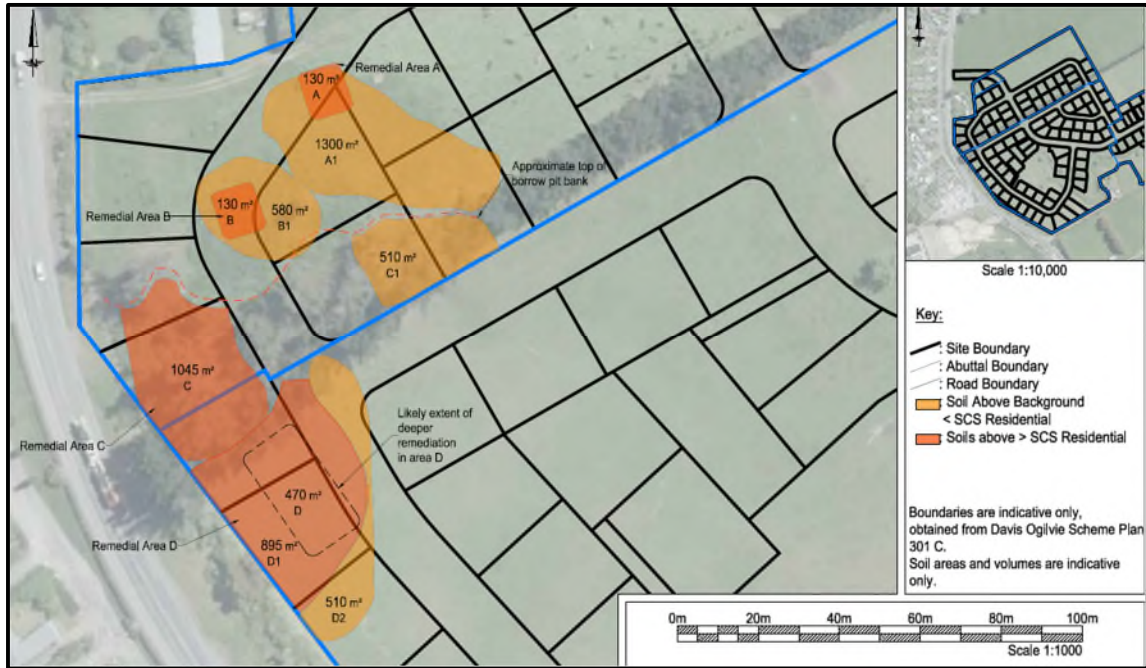 Remedial Area A
130 m²
A
1300 m²
A1
Approximate top of
borrow pit bank
Remedial Area B
130 m²
B
580 m²
B1
510 m²
C1
1045 m²
C
Remedial Area C
Likely extent of
deeper
remediation
in area D
470 m²
D
Remedial Area D
895 m²
D1
510 m²
D2
Scale 1:10,000
Key:
: Site Boundary
: Abuttal Boundary
: Road Boundary
: Soil Above Background
< SCS Residential
: Soils above > SCS Residential
Boundaries are indicative only,
obtained from Davis Ogilvie Scheme Plan
301 C.
Soil areas and volumes are indicative
only.
0m 20m 40m 60m 80m 100m
Scale 1:1000